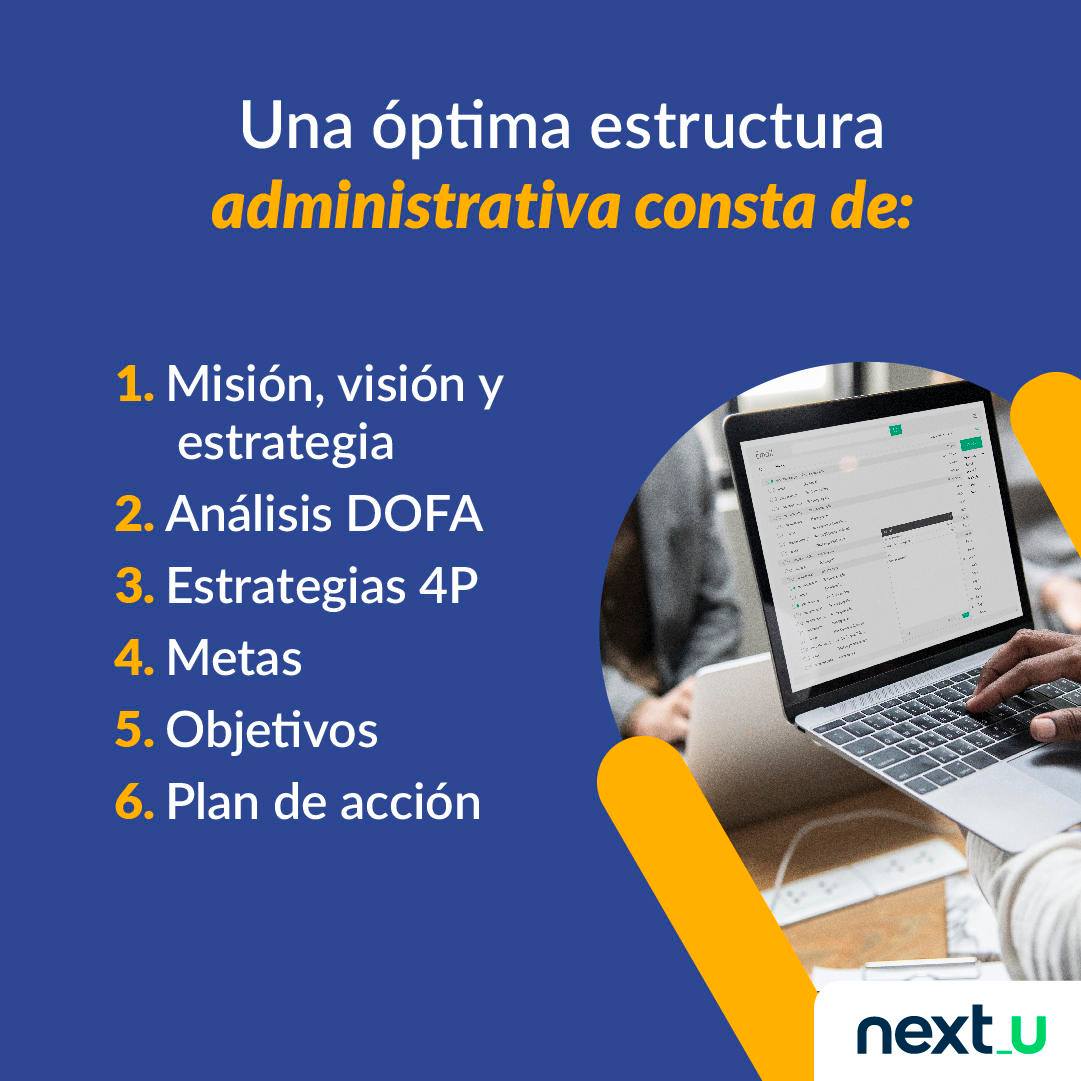 Una óptima estructura
administrativa consta de:
1. Misión, visión y
estrategia
2. Análisis DOFA
3. Estrategias 4P
4. Metas
5. Objetivos
6. Plan de acción
Email
next_u